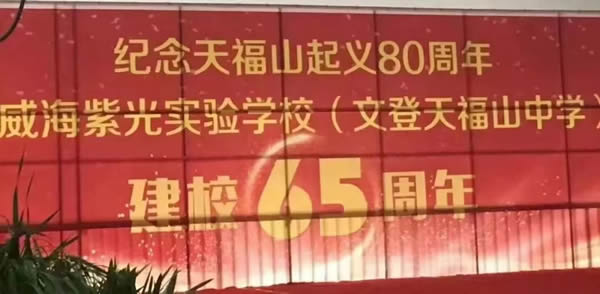 纪念天福山起义80周年
威海紫光实验学校（文登天福山中学）
建校65周年